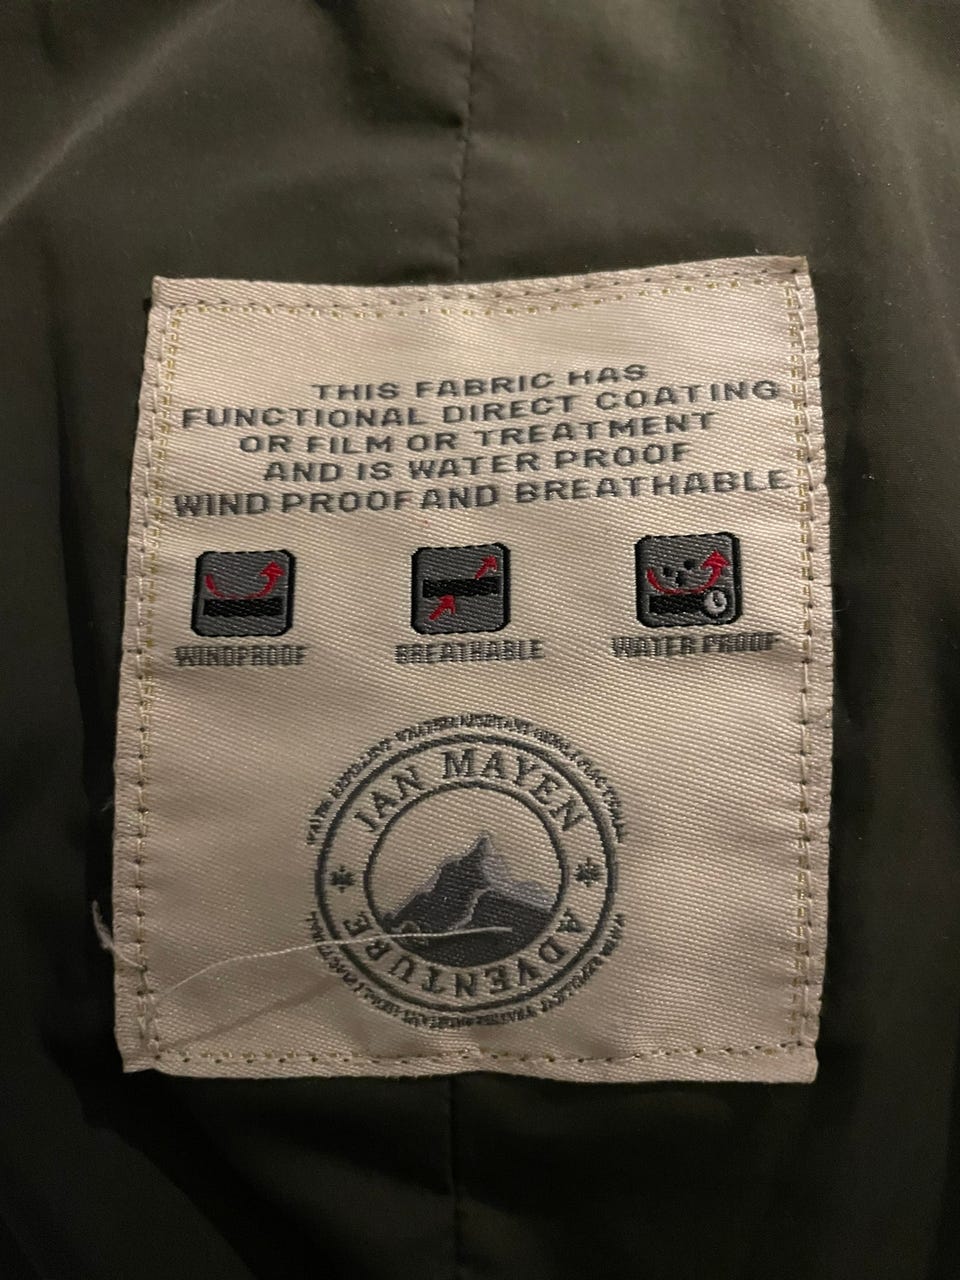 THIS FABRIC HAS
FUNCTIONAL DIRECT COATING
OR FILM OR TREATMENT
AND IS WATER PROOF
WIND PROOF AND BREATHABLE
WINDPROOF
BREATHABLE
WATER PROOF
JAN MAYEN
ADVENTURE